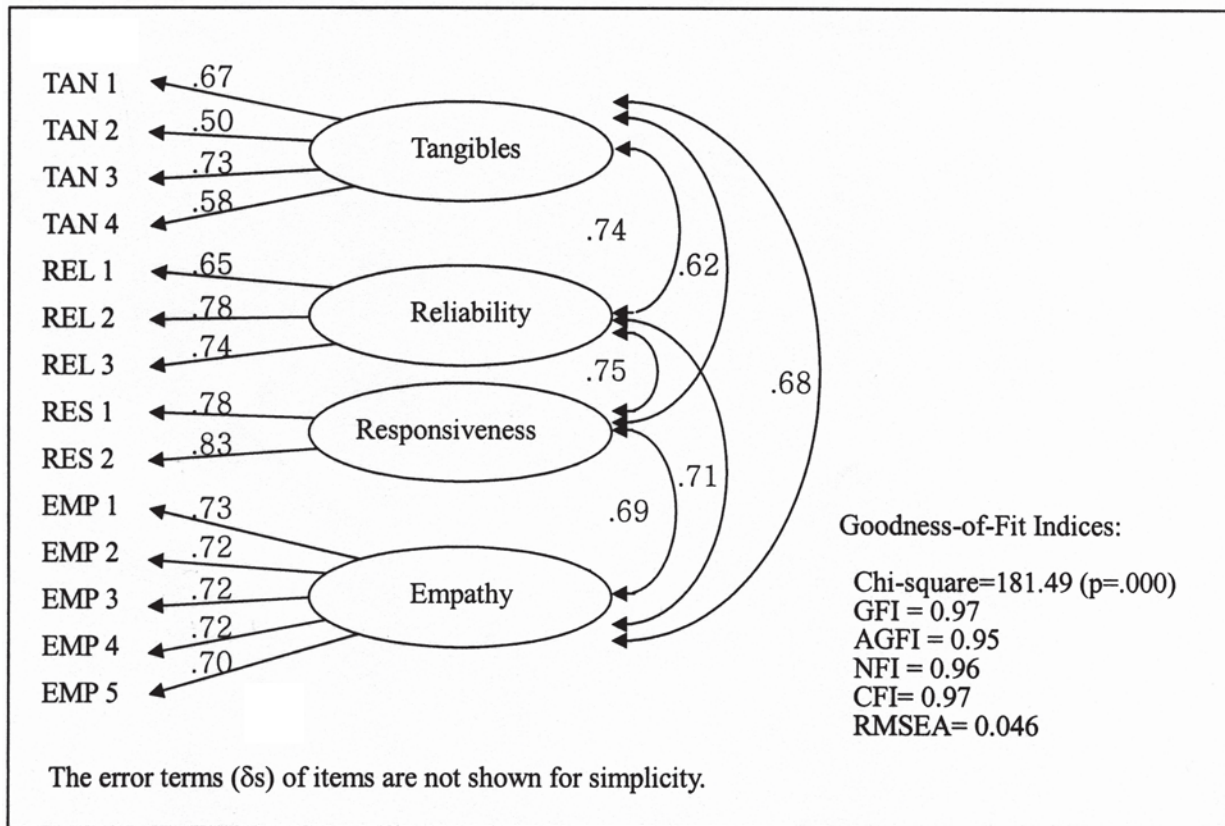 TAN 1
.67
TAN 2
.50
TAN 3
.73
TAN 4
.58
Tangibles
REL 1
.65
REL 2
.78
REL 3
.74
Reliability
RES 1
.78
RES 2
.83
Responsiveness
EMP 1
.73
EMP 2
.72
EMP 3
.72
EMP 4
.72
EMP 5
.70
Empathy
.74
.62
.75
.68
.71
.69
Goodness-of-Fit Indices:
Chi-square=181.49 (p=.000)
GFI = 0.97
AGFI = 0.95
NFI = 0.96
CFI= 0.97
RMSEA= 0.046
The error terms (δs) of items are not shown for simplicity.